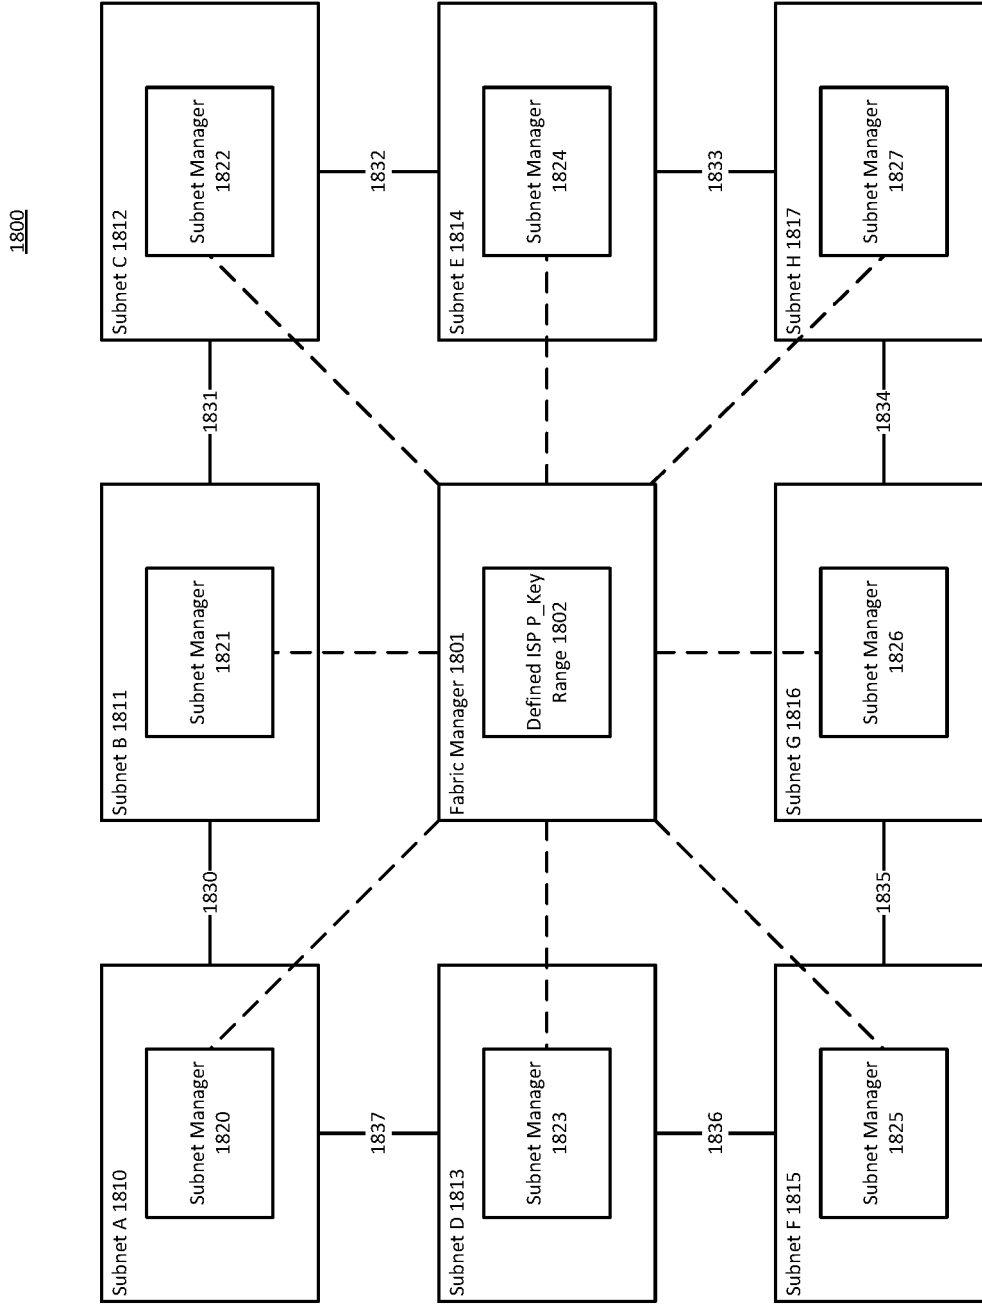 1800
Subnet A 1810
Subnet Manager
1820
1830
Subnet B 1811
Subnet Manager
1821
1831
Subnet C 1812
Subnet Manager
1822
1837
1832
Subnet D 1813
Subnet Manager
1823
Fabric Manager 1801
Defined ISP P_Key
Range 1802
Subnet E 1814
Subnet Manager
1824
1836
1833
Subnet F 1815
Subnet Manager
1825
1835
Subnet G 1816
Subnet Manager
1826
1834
Subnet H 1817
Subnet Manager
1827